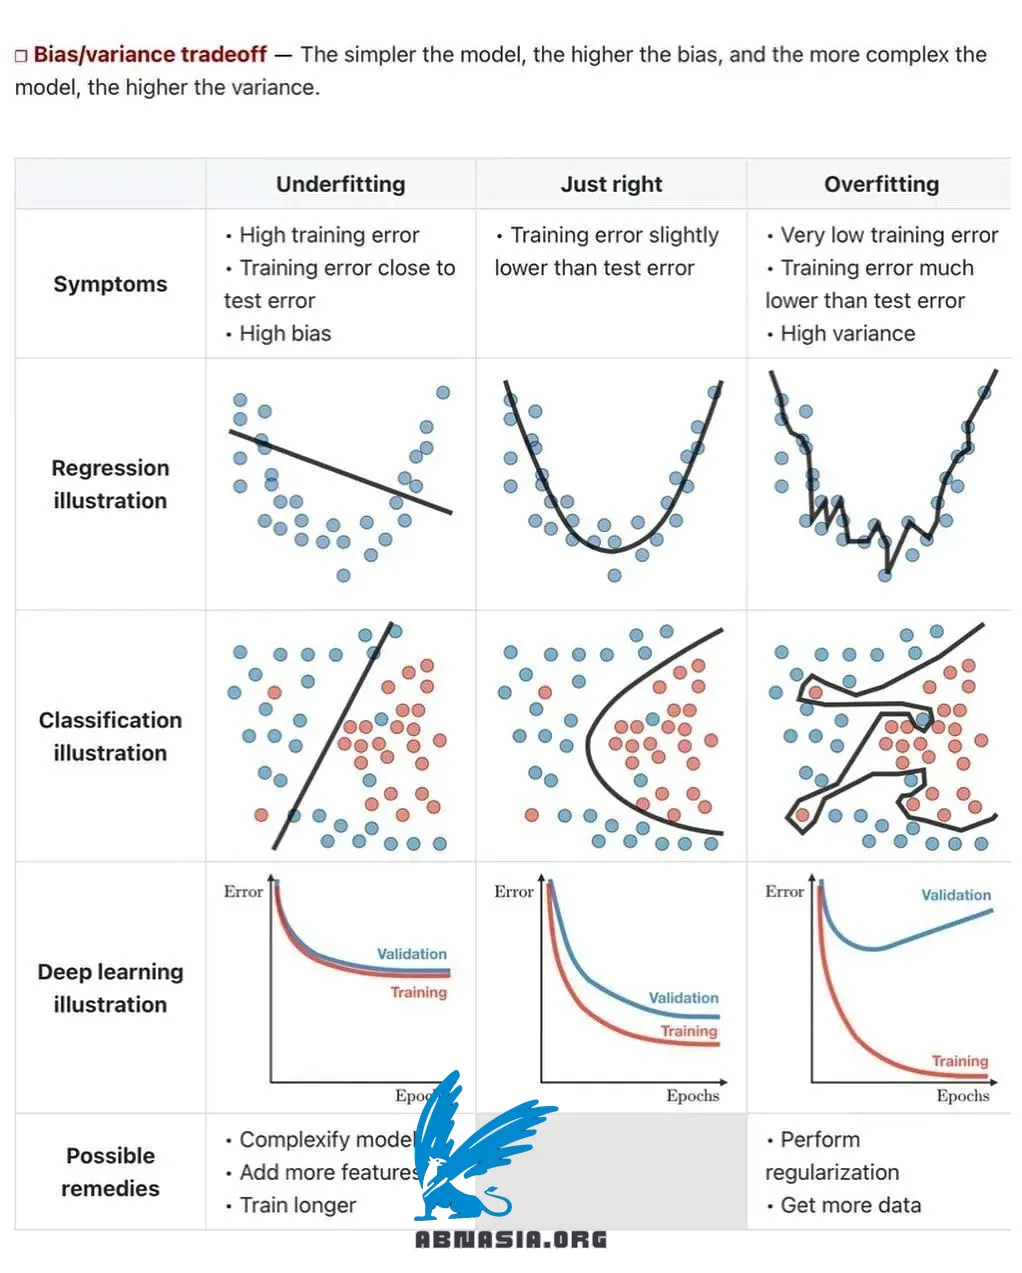 ❐ Bias/variance tradeoff — The simpler the model, the higher the bias, and the more complex the
model, the higher the variance.
Underfitting
Just right
Overfitting
Symptoms
• High training error
• Training error close to
test error
• High bias
• Training error slightly
lower than test error
• Very low training error
• Training error much
lower than test error
• High variance
Regression
illustration
Classification
illustration
Deep learning
illustration
Error
Validation
Training
Epoc
Error
Validation
Training
Epochs
Error
Validation
Training
Epochs
Possible
remedies
• Complexify model
• Add more features
• Train longer
• Perform
regularization
• Get more data
ABNASIA.ORG